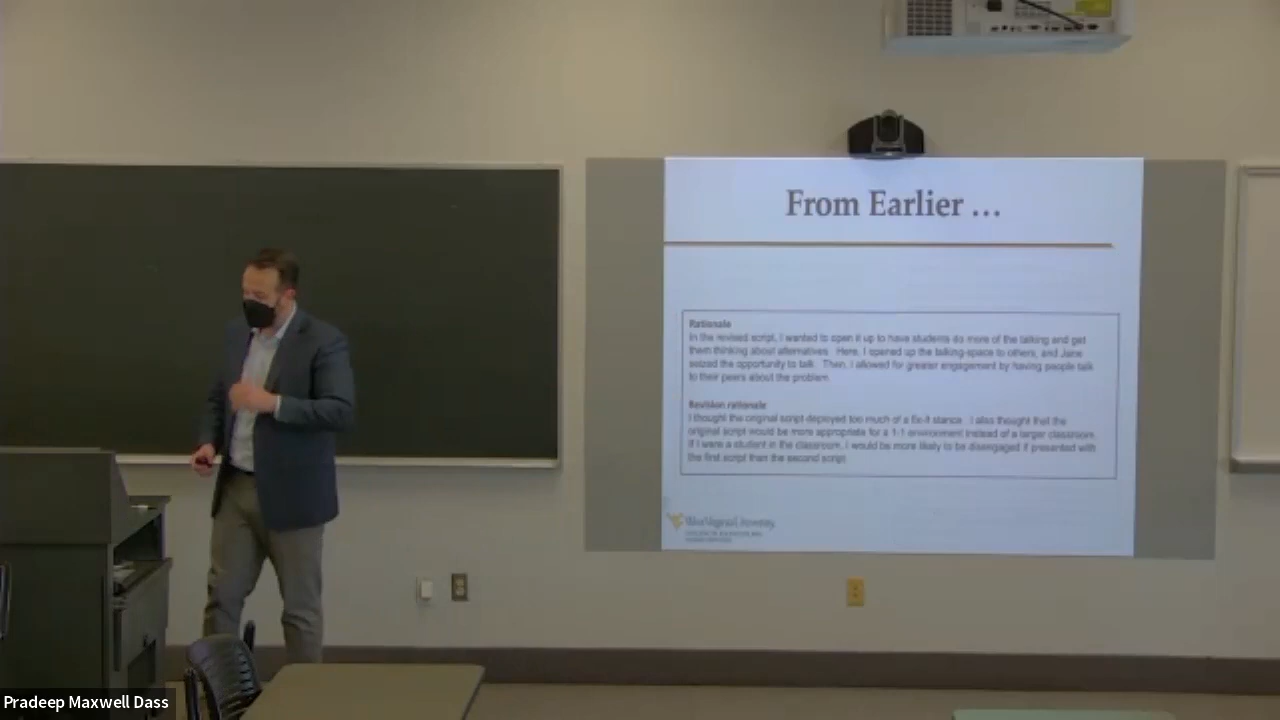 From Earlier ...
Rationale
In the revised script, I wanted to open it up to have students do more of the talking and get
them thinking about alternatives. Here, I opened up the talking-space to others, and Jane
seized the opportunity to talk. Then, I allowed for greater engagement by having people talk
to their peers about the problem.
Revision rationale
I thought the original script deployed too much of a fix-it stance. I also thought that the
original script would be more appropriate for a 1:1 environment instead of a larger classroom.
If I were a student in the classroom, I would be more likely to be disengaged if presented with
the first script than the second script.
West Virginia University
Pradeep Maxwell Dass